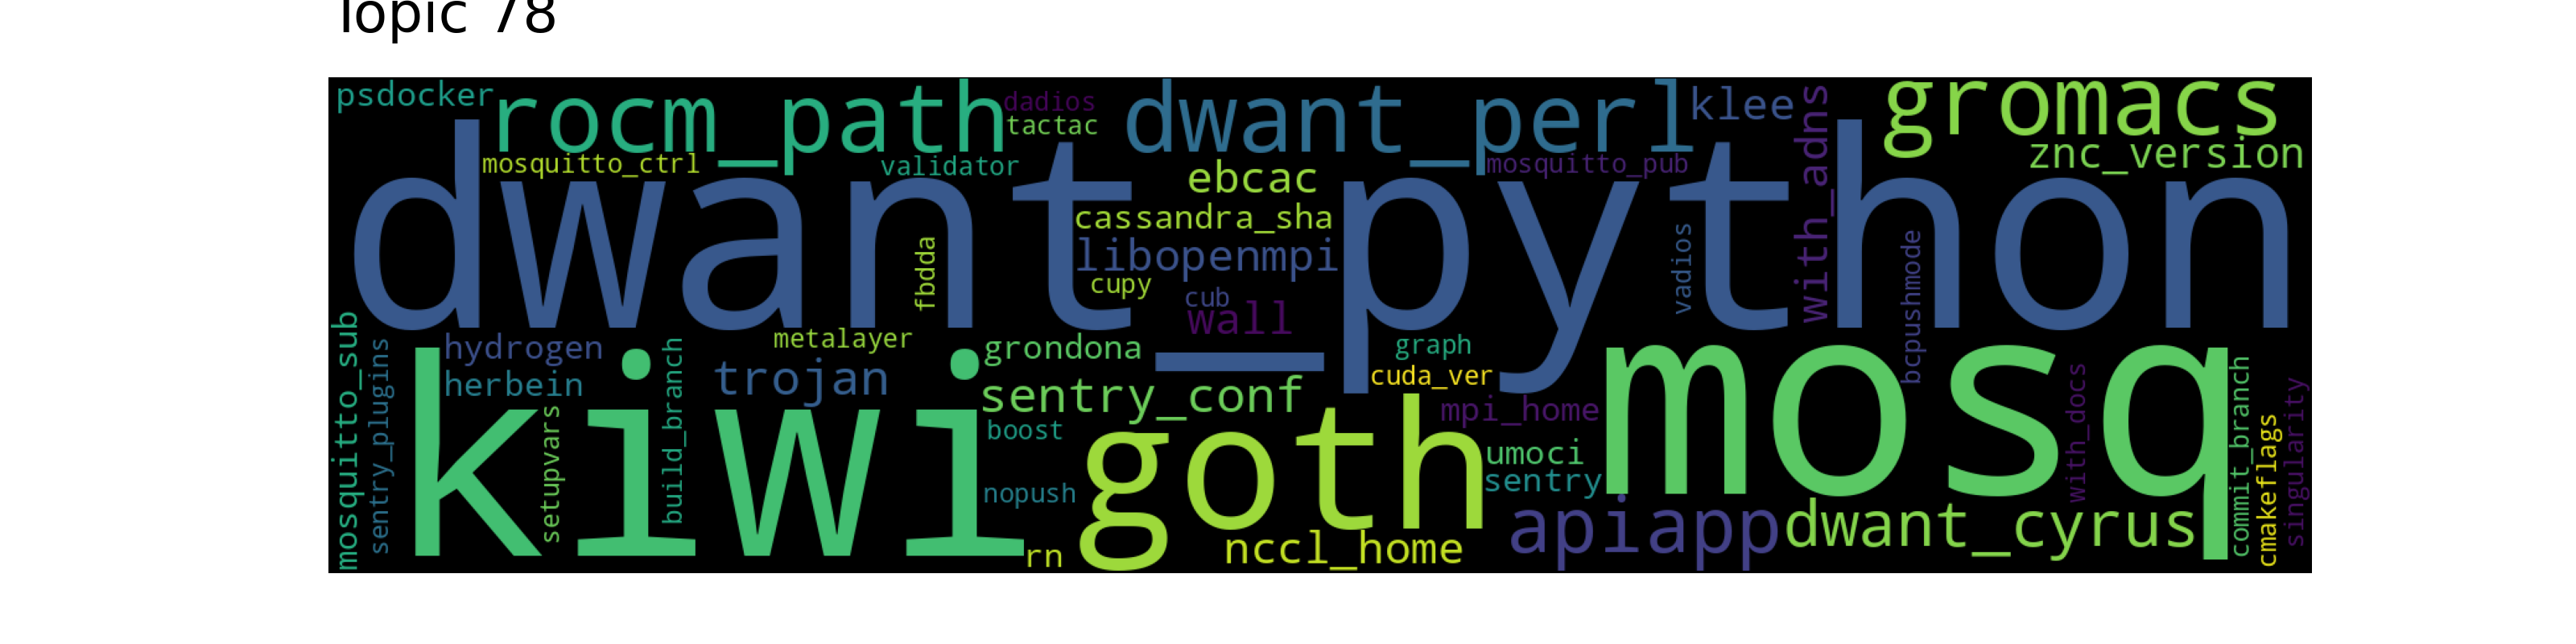 Topic 78
psdocker
rocm_path
dadios
tactac
dwant_perl
klee
with_adns
gromacs
znc_version
mosquitto_ctrl
validator
mosquitto_pub
dwant_python
ebcac
cassandra_sha
libopenmpi
fbdda
cupy
cub
wall
vadios
bcpushmode
mosquitto_sub
sentry_plugins
hydrogen
herbein
metalayer
trojan
build_branch
setupvars
grondona
sentry_conf
graph
cuda_ver
mpi_home
kiwi
boost
nopush
goth
umoci
sentry
mosq
with_docs
commit_branch
cmakeflags
singularity
rn
nccl_home
apiapp
dwant_cyrus